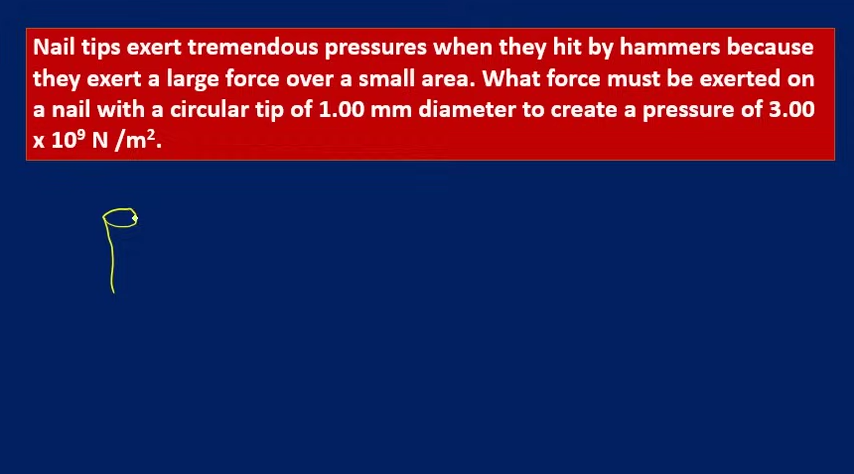 Nail tips exert tremendous pressures when they hit by hammers because
they exert a large force over a small area. What force must be exerted on
a nail with a circular tip of 1.00 mm diameter to create a pressure of 3.00
x 10⁹ N /m².